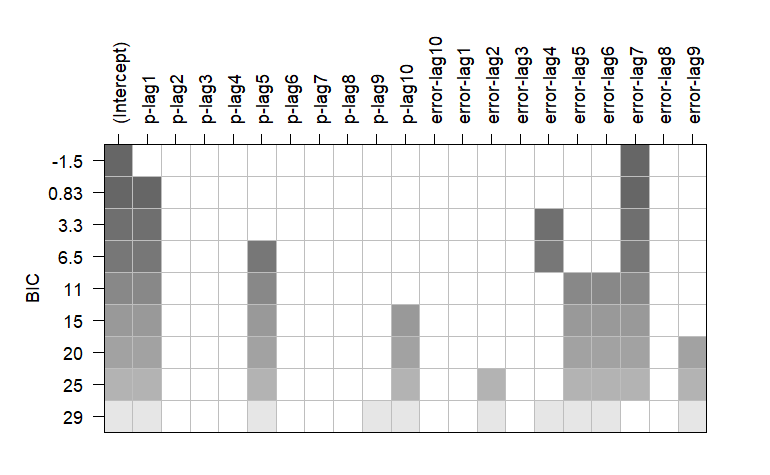 (Intercept)
p-lag1
p-lag2
p-lag3
p-lag4
p-lag5
p-lag6
p-lag7
p-lag8
p-lag9
p-lag10
error-lag10
error-lag1
error-lag2
error-lag3
error-lag4
error-lag5
error-lag6
error-lag7
error-lag8
error-lag9
BIC
-1.5
0.83
3.3
6.5
11
15
20
25
29